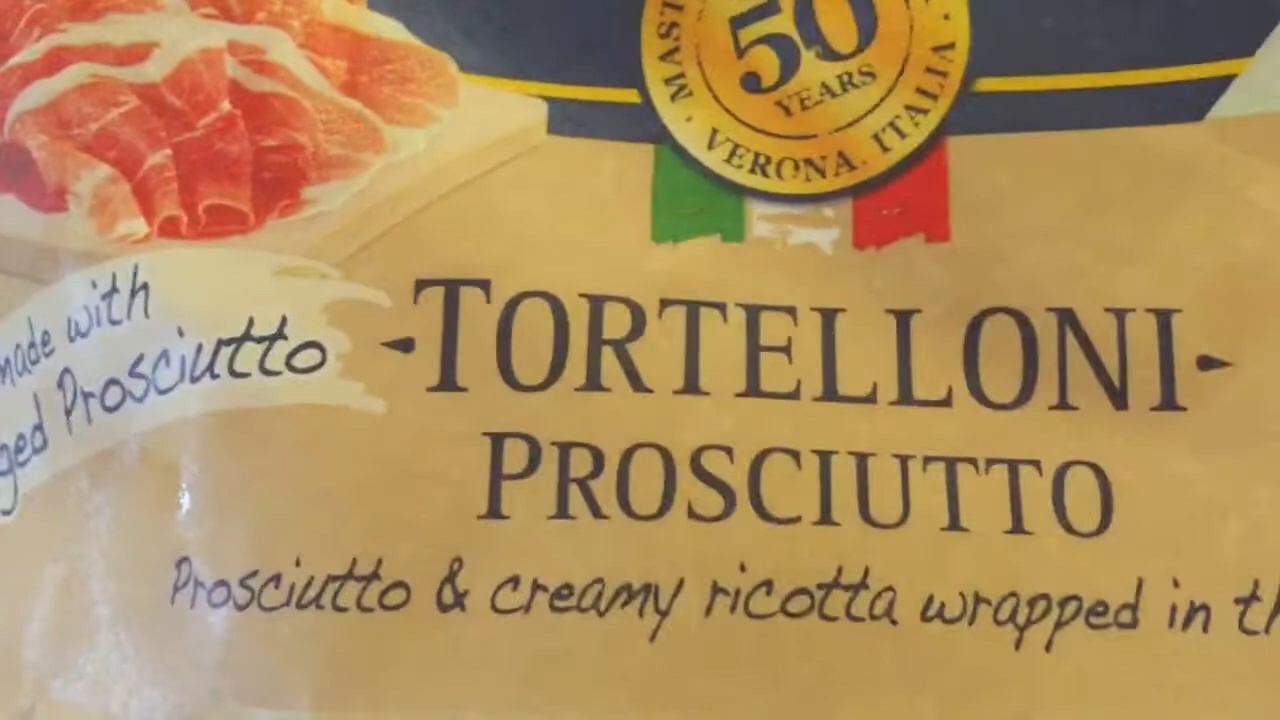 50
YEARS
VERONA, ITALIA
made with
Prosciutto
TORTELLONI
PROSCIUTTO
Prosciutto & creamy ricotta wrapped in